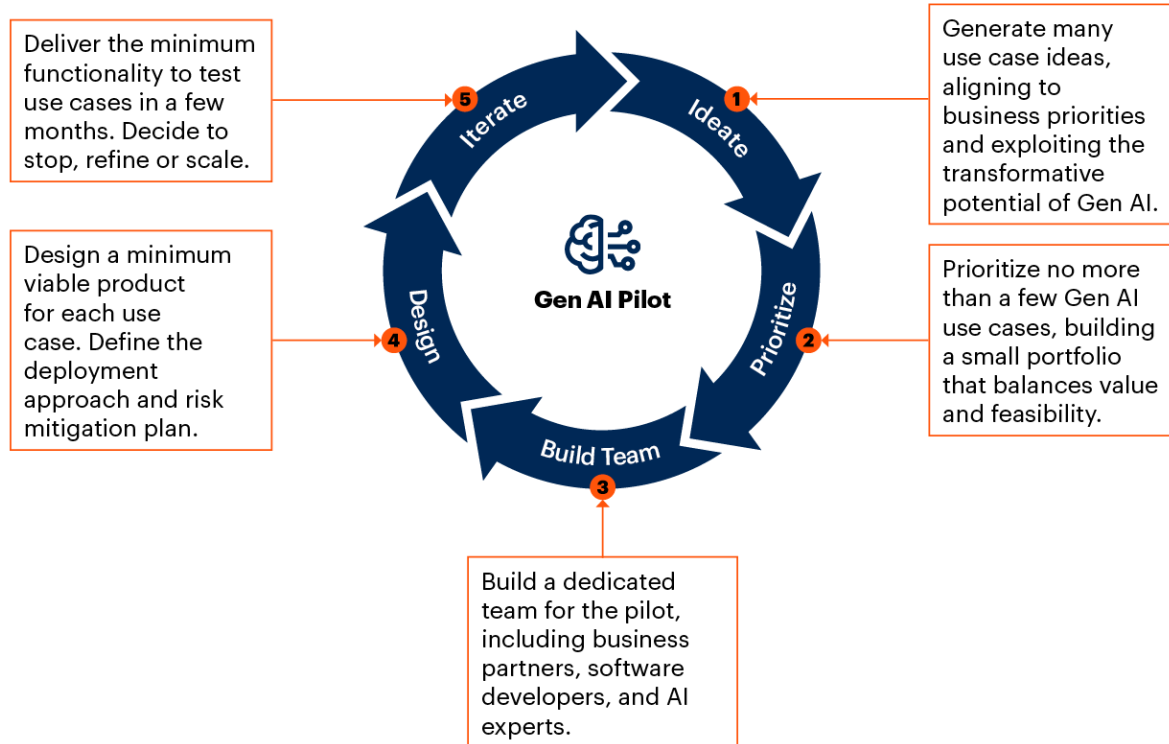 Gen AI Pilot
1
Ideate
Generate many
use case ideas,
aligning to
business priorities
and exploiting the
transformative
potential of Gen AI.
2
Prioritize
Prioritize no more
than a few Gen AI
use cases, building
a small portfolio
that balances value
and feasibility.
3
Build Team
Build a dedicated
team for the pilot,
including business
partners, software
developers, and AI
experts.
4
Design
Design a minimum
viable product
for each use
case. Define the
deployment
approach and risk
mitigation plan.
5
Iterate
Deliver the minimum
functionality to test
use cases in a few
months. Decide to
stop, refine or scale.